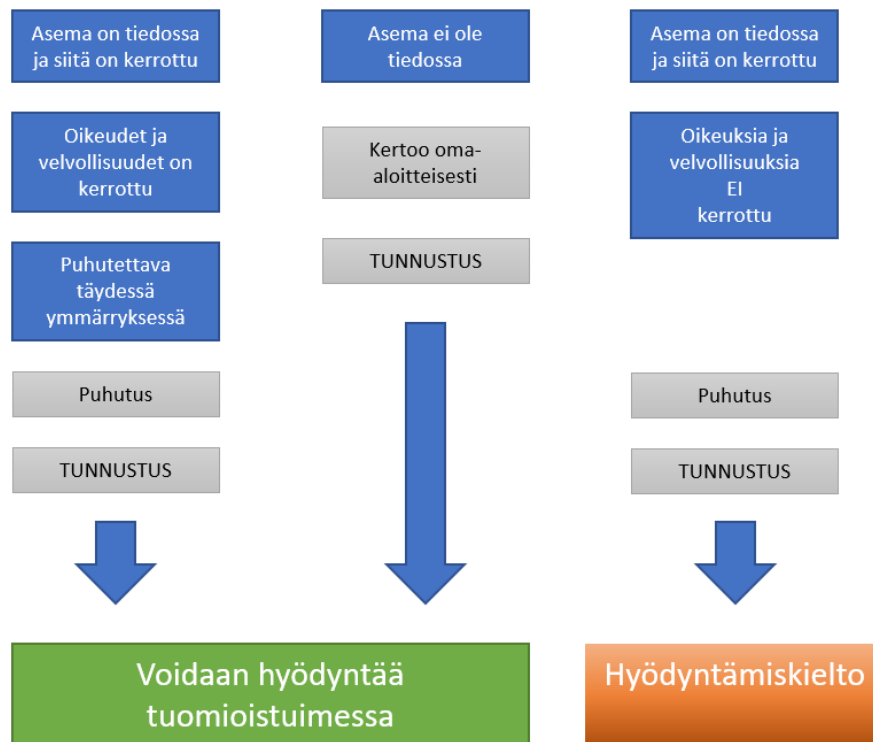 Asema on tiedossa
ja siitä on kerrottu
Oikeudet ja
velvollisuudet on
kerrottu
Puhutettava
täydessä
ymmärryksessä
Puhutus
TUNNUSTUS
Asema ei ole
tiedossa
Kertoo oma-
aloitteisesti
TUNNUSTUS
Asema on tiedossa
ja siitä on kerrottu
Oikeuksia ja
velvollisuuksia
EI
kerrottu
Puhutus
TUNNUSTUS
Voidaan hyödyntää
tuomioistuimessa
Hyödyntämiskielto